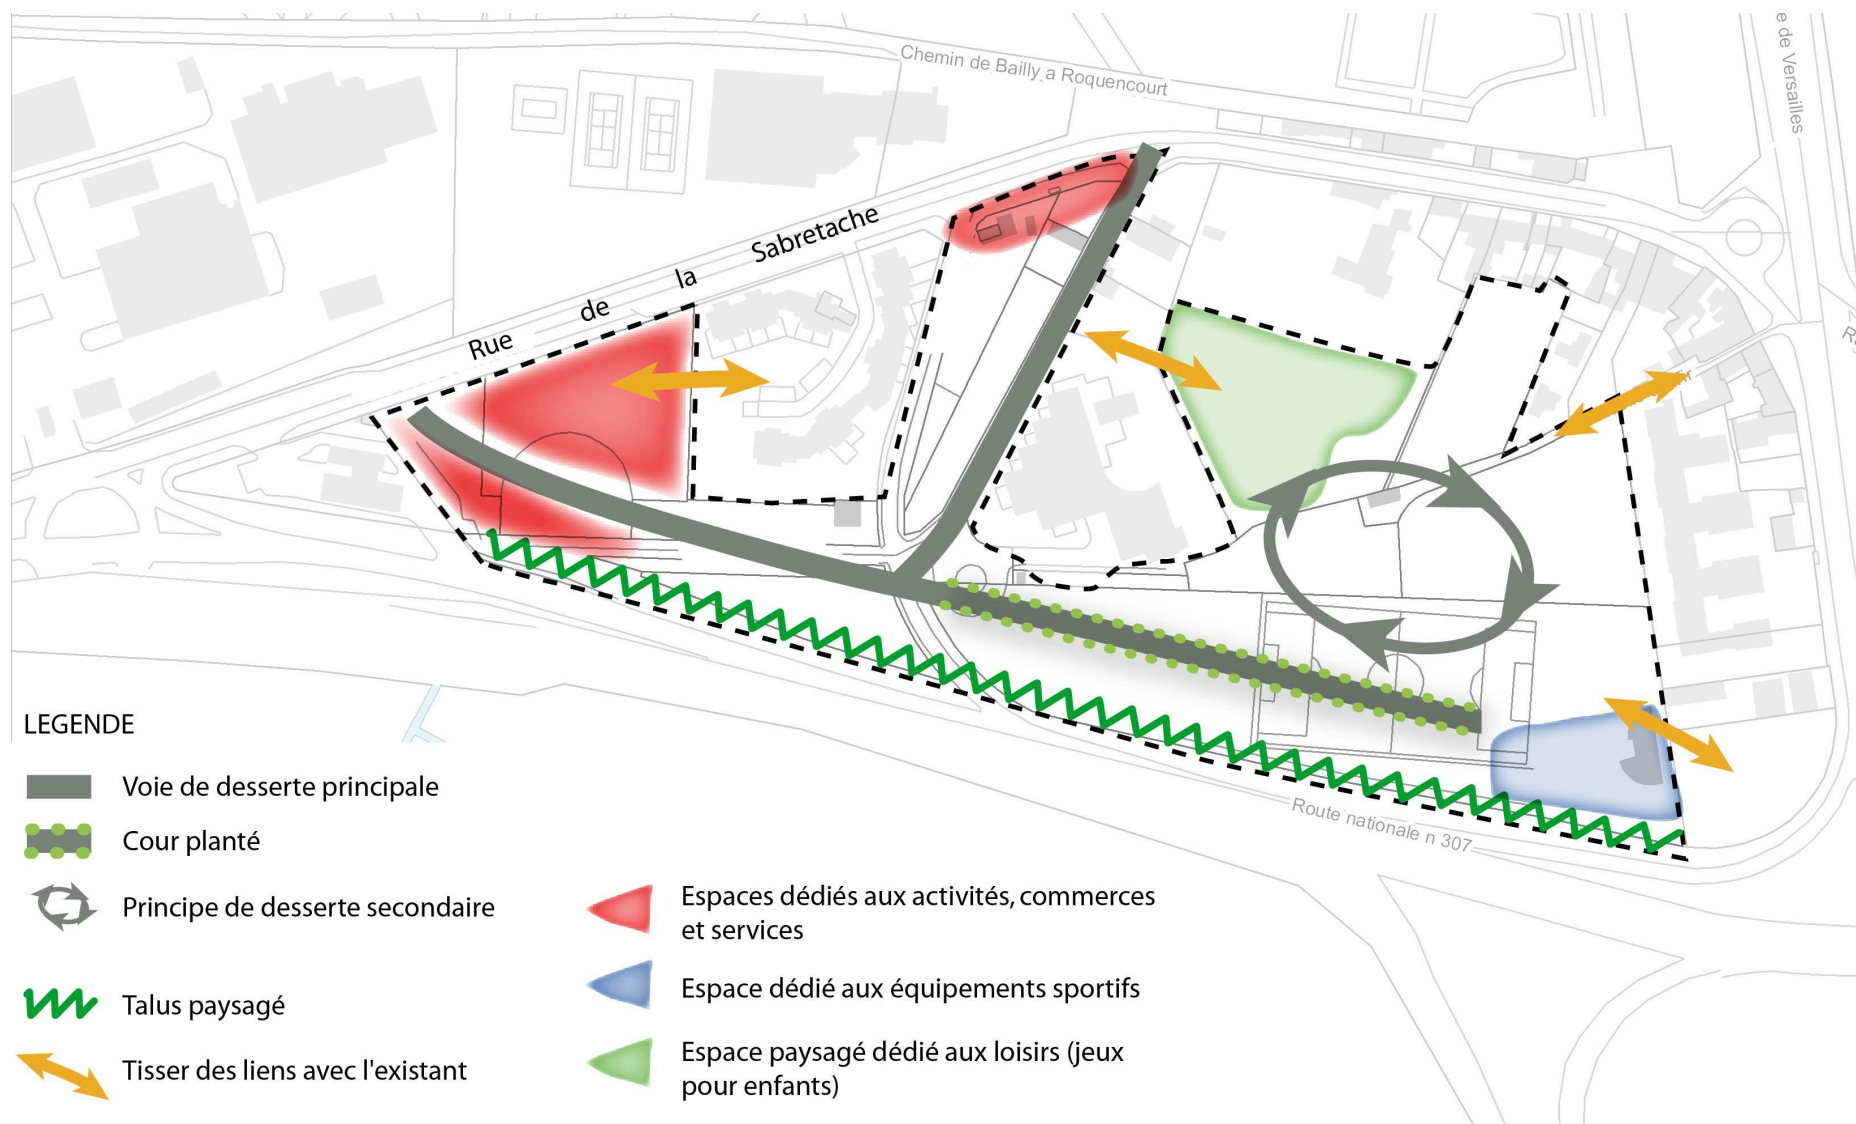 Chemin de Bailly a Roquencourt
e de Versailles
Rue de la Sabretache
Route nationale n 307
LEGENDE
Voie de desserte principale
Cour planté
Principe de desserte secondaire
Talus paysagé
Tisser des liens avec l'existant
Espaces dédiés aux activités, commerces
et services
Espace dédié aux équipements sportifs
Espace paysagé dédié aux loisirs (jeux
pour enfants)